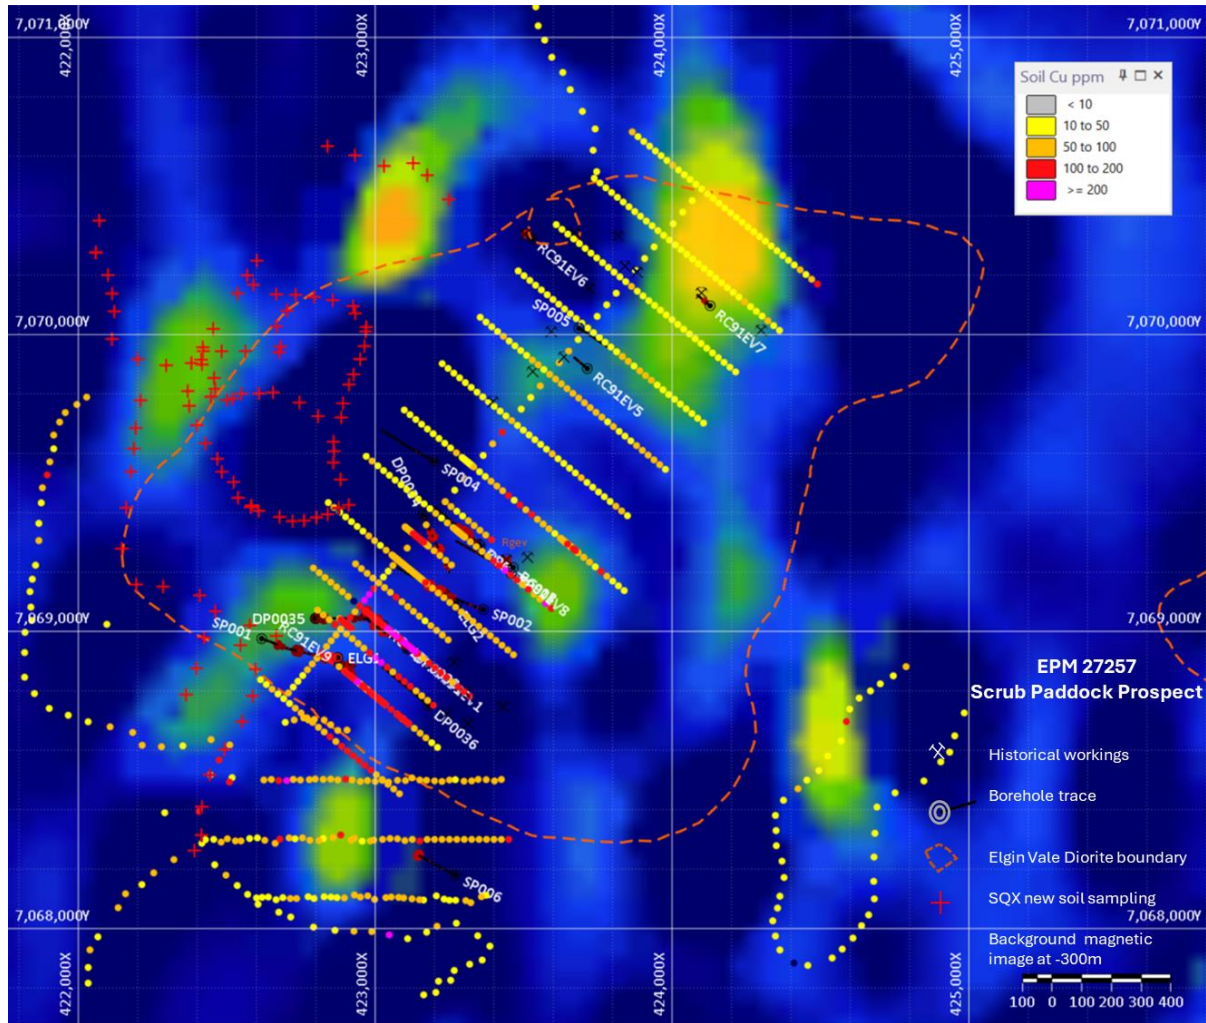 422,000X
423,000X
424,000X
425,000X
7,071,000Y
7,071,000Y
Soil Cu ppm
< 10
10 to 50
50 to 100
100 to 200
>= 200
RC91EV6
SP005
RC91EV7
7,070,000Y
7,070,000Y
RC91EV5
SP004
Rgev
SP002
ELG2
7,069,000Y
7,069,000Y
DP0035
SP001
RC91EV9
DP0036
EPM 27257
Scrub Paddock Prospect
Historical workings
Borehole trace
Elgin Vale Diorite boundary
SQX new soil sampling
SP006
7,068,000Y
7,068,000Y
Background magnetic
image at -300m
422,000X
423,000X
424,000X
425,000X
100 0 100 200 300 400